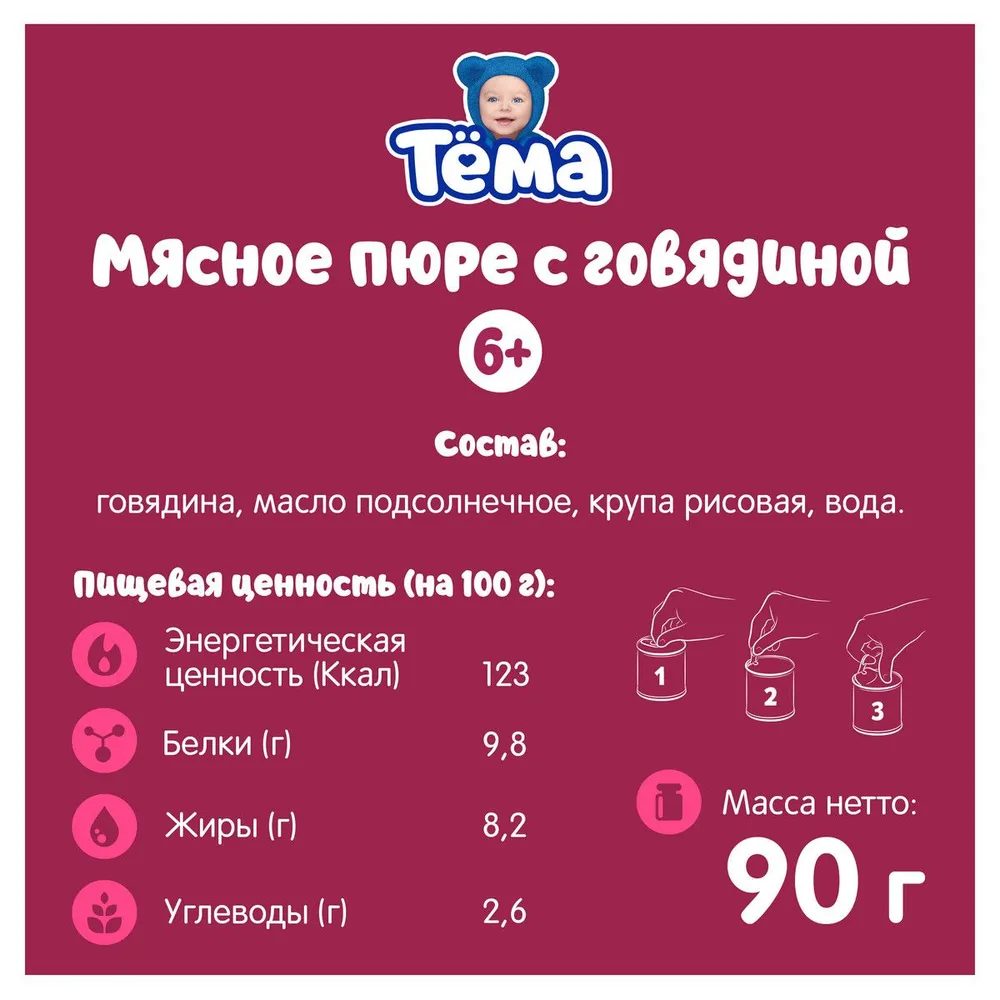 Тёма
Мясное пюре с говядиной
6+
Состав:
говядина, масло подсолнечное, крупа рисовая, вода.
Пищевая ценность (на 100 г):
Энергетическая
ценность (Ккал) 123
Белки (г) 9,8
Жиры (г) 8,2
Углеводы (г) 2,6
1
2
3
Масса нетто:
90 г